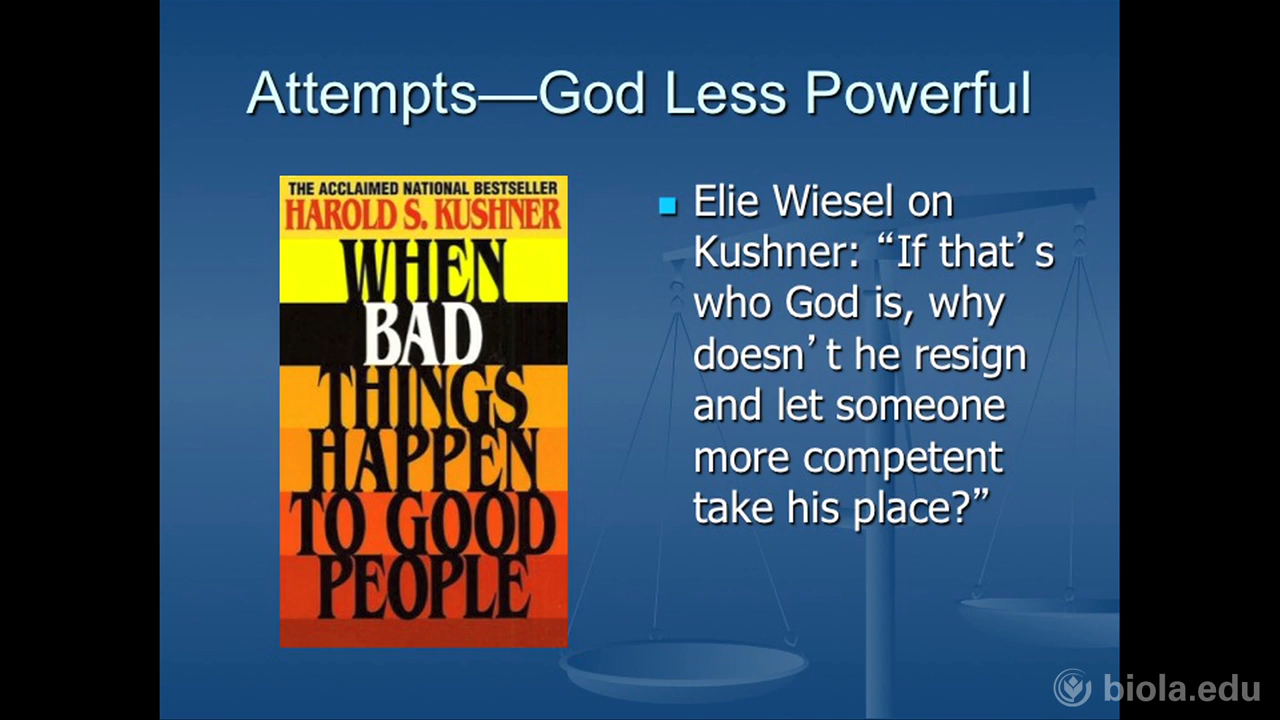 Attempts—God Less Powerful
THE ACCLAIMED NATIONAL BESTSELLER
HAROLD S. KUSHNER
WHEN
BAD
THINGS
HAPPEN
TO GOOD
PEOPLE
Elie Wiesel on
Kushner: “If that’s
who God is, why
doesn’t he resign
and let someone
more competent
take his place?”
biola.edu